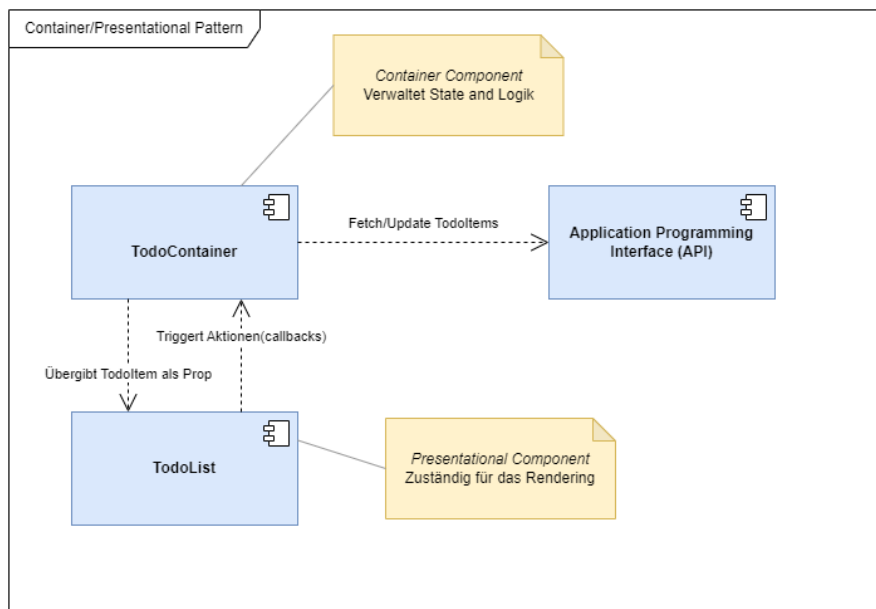 Container/Presentational Pattern
Container Component
Verwaltet State and Logik
TodoContainer
Fetch/Update TodoItems
Application Programming
Interface (API)
Triggert Aktionen(callbacks)
Übergibt TodoItem als Prop
TodoList
Presentational Component
Zuständig für das Rendering